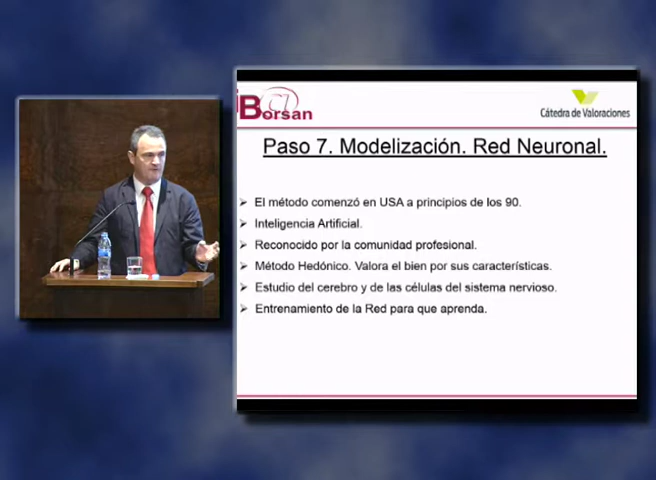 iBorsan
Cátedra de Valoraciones
Paso 7. Modelización. Red Neuronal.
El método comenzó en USA a principios de los 90.
Inteligencia Artificial.
Reconocido por la comunidad profesional.
Método Hedónico. Valora el bien por sus características.
Estudio del cerebro y de las células del sistema nervioso.
Entrenamiento de la Red para que aprenda.